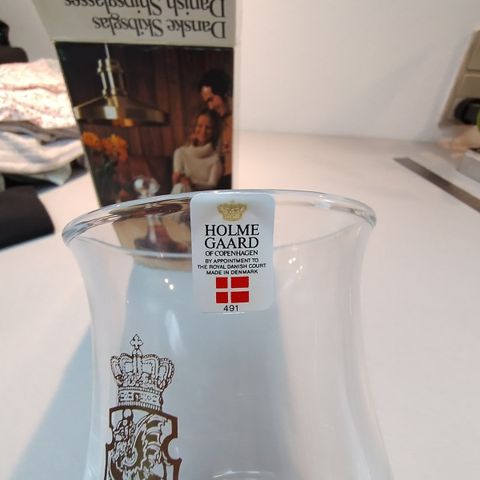 Danske Skibsglas
Danish Shipsglasses
HOLME
GAARD
OF COPENHAGEN
BY APPOINTMENT TO
THE ROYAL DANISH COURT
MADE IN DENMARK
491